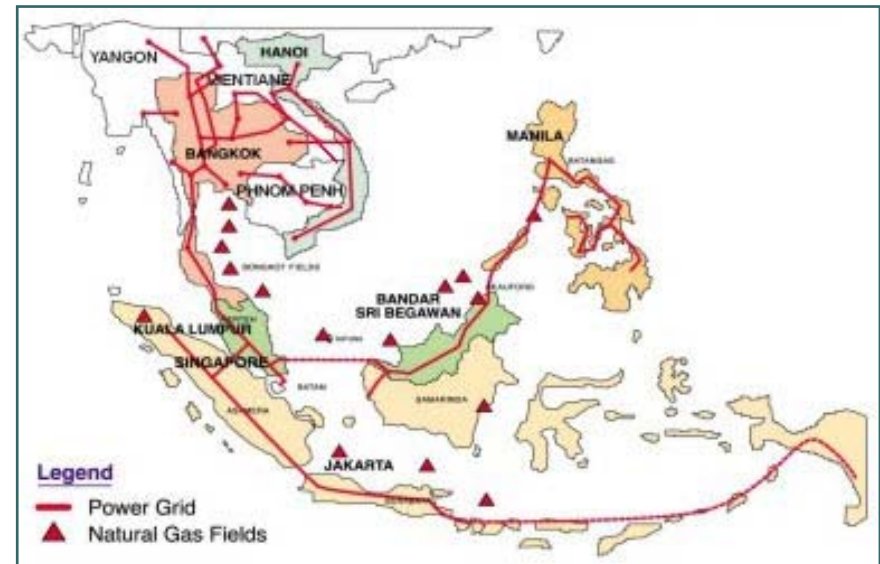 HANOI
YANGON
VIENTIANE
MANILA
BATANGAS
BANGKOK
PHNOM PENH
BONGKOT FIELDS
BANDAR
SRI BEGAWAN
KUALA LUMPUR
SINGAPORE
BATAM
SAMARINDA
JAKARTA
Legend
Power Grid
Natural Gas Fields